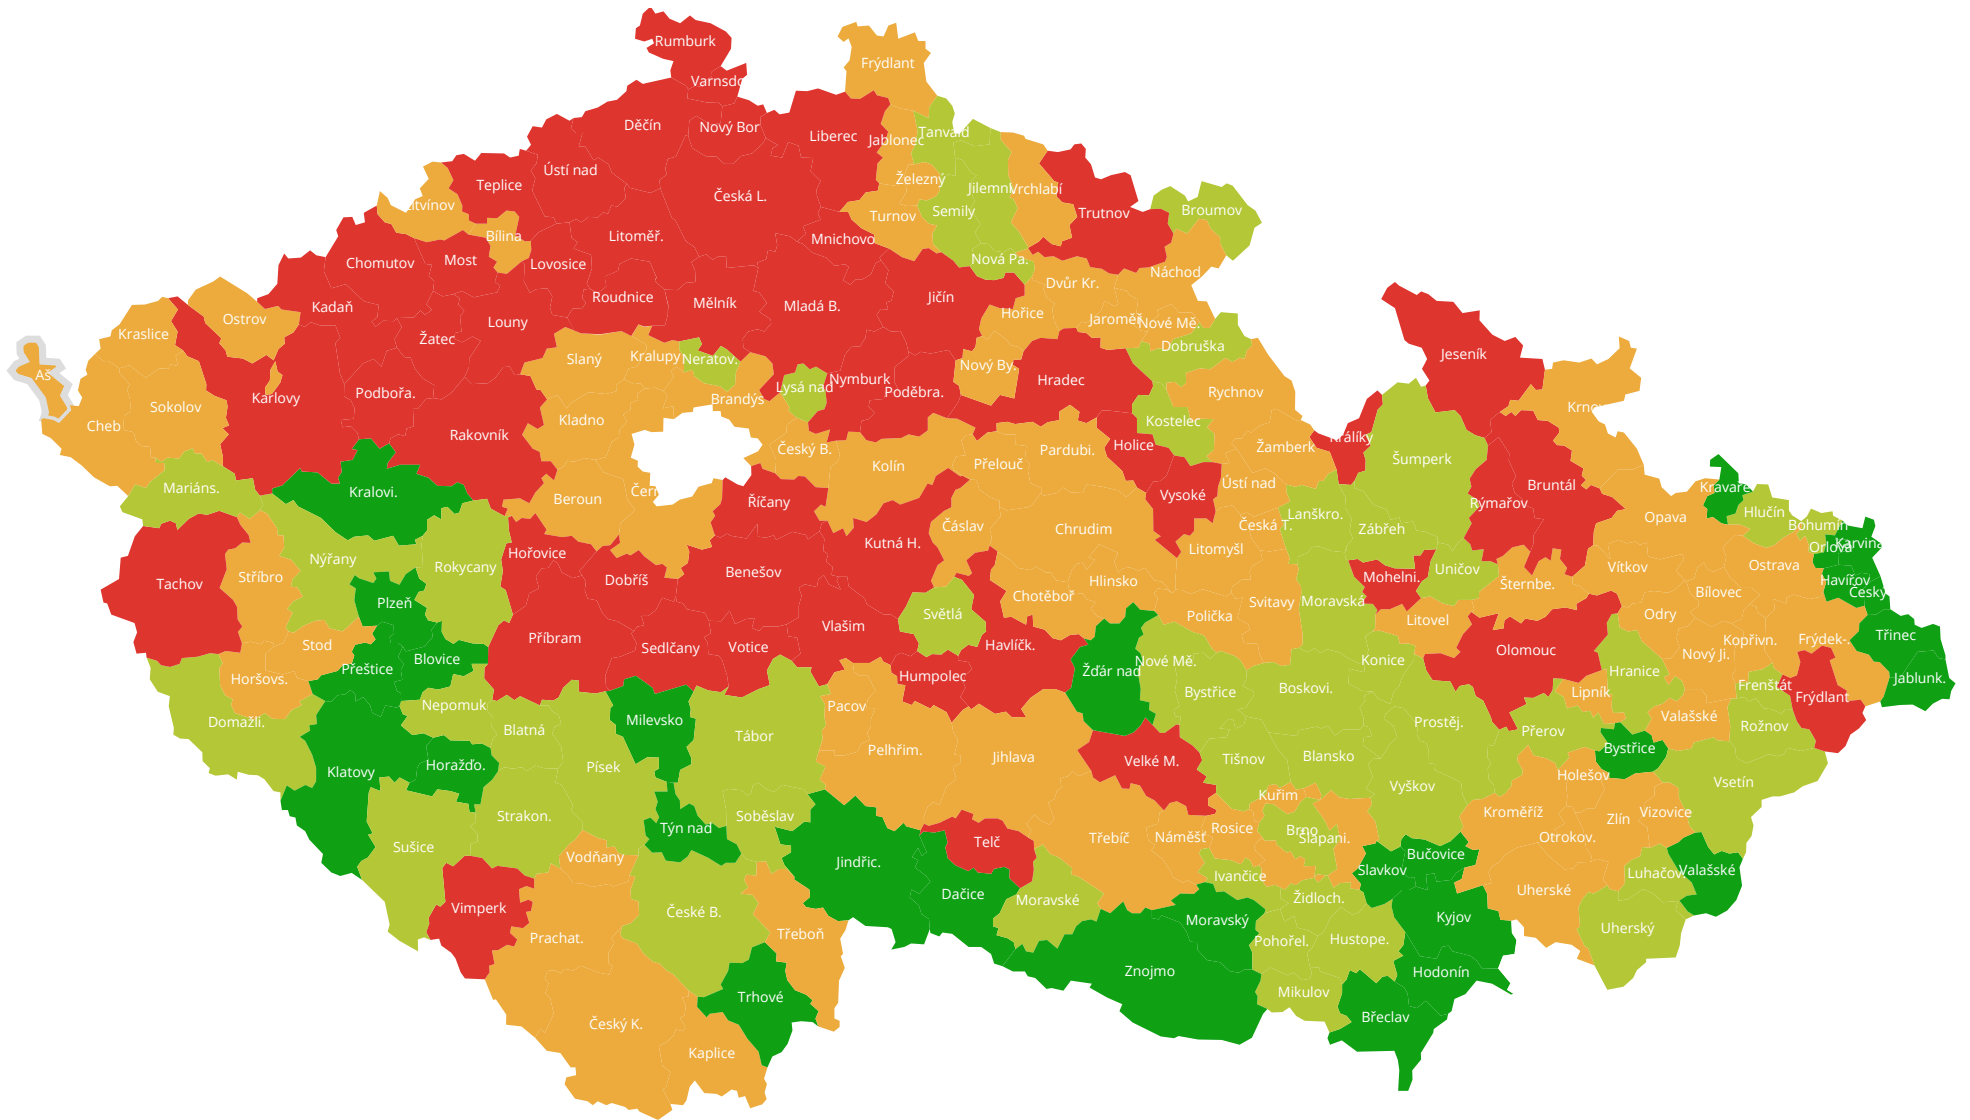 Rumburk
Frýdlant
Varnsdo
Děčín
Nový Bor
Liberec
Jablonec
Tanvald
Ústí nad
Teplice
Železný
Jilemni
Vrchlabí
Česká L.
tvínov
Turnov
Semily
Trutnov
Broumov
Bílina
Litoměř.
Mnichovo
Chomutov
Most
Lovosice
Nová Pa.
Náchod
Dvůr Kr.
Kadaň
Roudnice
Mělník
Mladá B.
Jičín
Ostrov
Louny
Hořice
Jaroměř
Nové Mě.
Kraslice
Žatec
Dobruška
Slaný
Kralupy
Neratov.
Jeseník
Aš
Nový By.
Karlovy
Podbořa.
Lysá nad
Nymburk
Poděbra.
Hradec
Rychnov
Sokolov
Brandýs
Krnov
Cheb
Rakovník
Kladno
Kostelec
Český B.
Holice
Žamberk
Králíky
Kolín
Přelouč
Pardubi.
Šumperk
Marións.
Kralovi.
Beroun
Čern
Říčany
Vysoké
Ústí nad
Rýmařov
Bruntál
Kravaře
Čáslav
Chrudim
Česká T.
Lanškro.
Zábřeh
Opava
Hlučín
Bohumín
Nýřany
Rokycany
Hořovice
Kutná H.
Litomyšl
Orlová
Karviná
Tachov
Stříbro
Dobříš
Benešov
Hlinsko
Mohelni.
Uničov
Šternbe.
Vítkov
Ostrava
Havířov
Český
Plzeň
Chotěboř
Svitavy
Moravská
Bílovec
Světlá
Polička
Litovel
Odry
Stod
Příbram
Sedlčany
Votice
Vlašim
Havlíčk.
Olomouc
Kopřivn.
Nový Ji.
Frýdek-
Třinec
Přeštice
Blovice
Horšovs.
Humpolec
Žďár nad
Nové Mě.
Konice
Hranice
Jablunk.
Domažli.
Nepomuk
Milevsko
Pacov
Bystřice
Boskovi.
Lipník
Frenštát
Frýdlant
Blatná
Tábor
Pelhřim.
Prostěj.
Přerov
Valašské
Rožnov
Klatovy
Horažďo.
Písek
Jihlava
Velké M.
Tišnov
Blansko
Bystřice
Vyškov
Holešov
Vsetín
Strakon.
Soběslav
Kuřim
Kroměříž
Zlín
Vizovice
Sušice
Týn nad
Telč
Třebíč
Náměšť
Rosice
Brno
Šlapani.
Otrokov.
Vodňany
Jindřic.
Bučovice
Slavkov
Ivančice
Luhačov.
Valašské
Vimperk
České B.
Dačice
Moravské
Židloch.
Uherské
Prachat.
Třeboň
Moravský
Pohořel.
Hustope.
Kyjov
Uherský
Znojmo
Hodonín
Trhové
Mikulov
Český K.
Břeclav
Kaplice